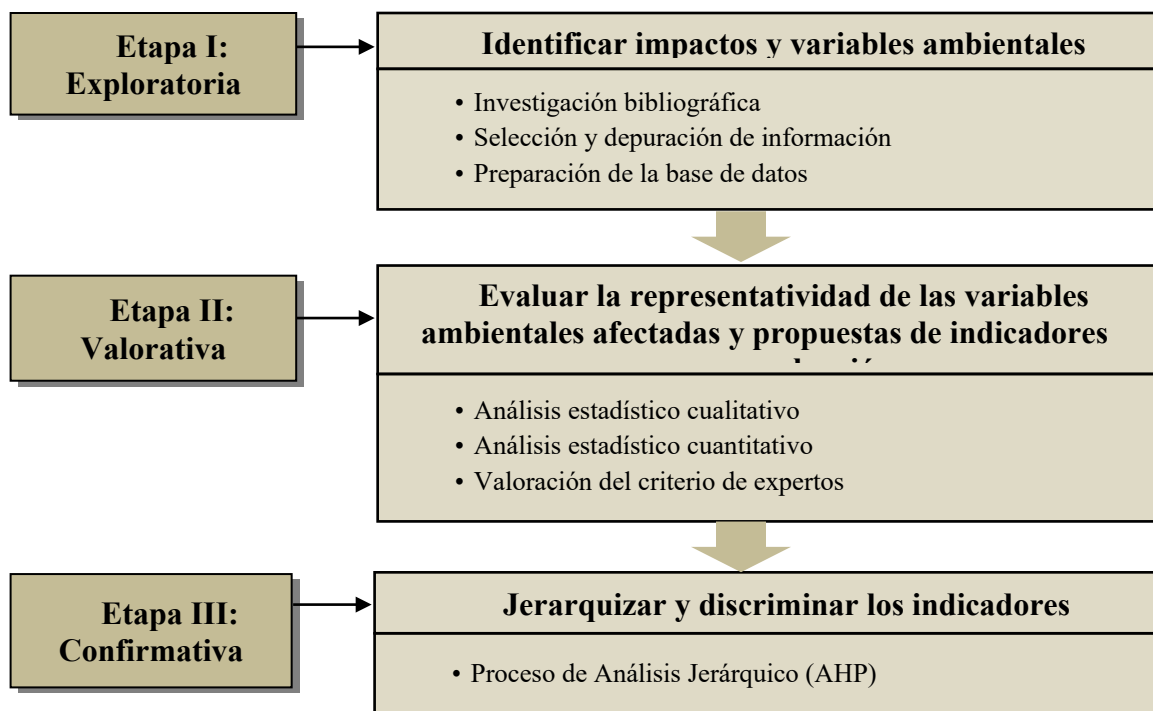 Etapa I:
Exploratoria
Identificar impactos y variables ambientales
• Investigación bibliográfica
• Selección y depuración de información
• Preparación de la base de datos
Etapa II:
Valorativa
Evaluar la representatividad de las variables
ambientales afectadas y propuestas de indicadores
• Análisis estadístico cualitativo
• Análisis estadístico cuantitativo
• Valoración del criterio de expertos
Etapa III:
Confirmativa
Jerarquizar y discriminar los indicadores
• Proceso de Análisis Jerárquico (AHP)